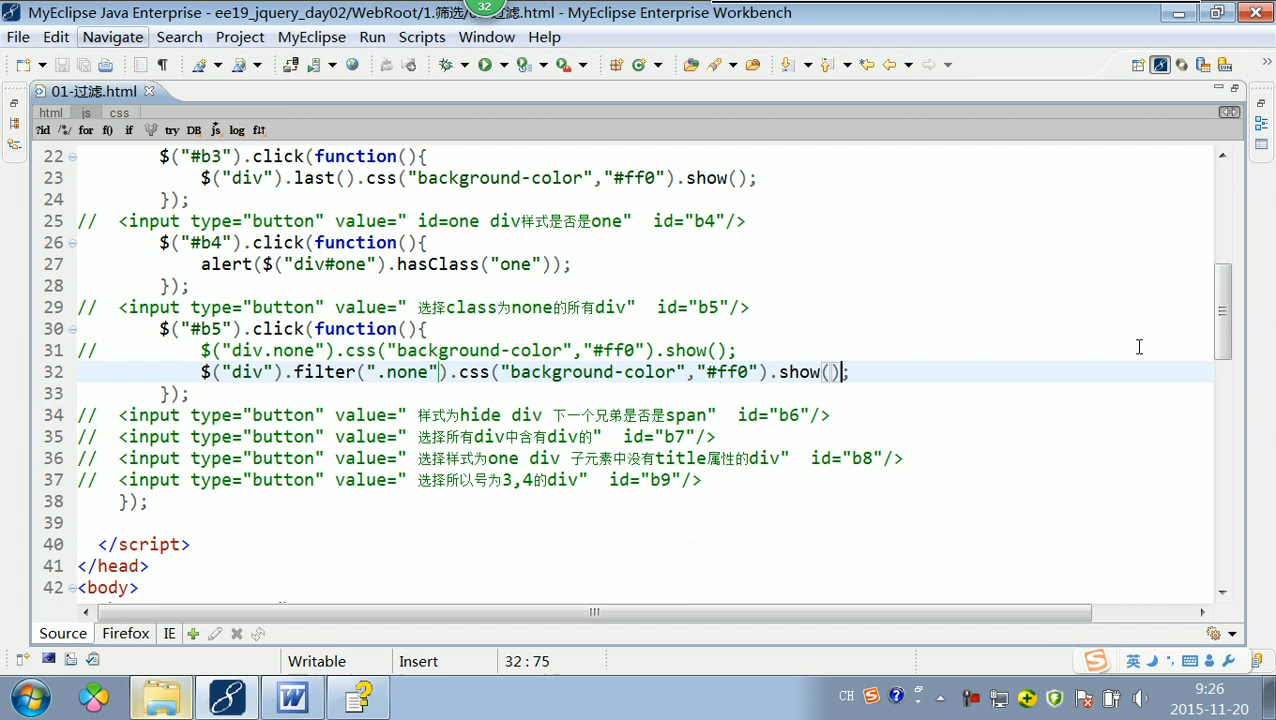 MyEclipse Java Enterprise - ee19_jquery_day02/WebRoot/1.筛选/01-过滤.html - MyEclipse Enterprise Workbench
32
File Edit Navigate Search Project MyEclipse Run Scripts Window Help
01-过滤.html
html js css
?id /*/ for f() if try DB js log
22 $("#b3").click(function(){
23 $("div").last().css("background-color","#ff0").show();
24 });
25 // <input type="button" value=" id=one div样式是否是one" id="b4"/>
26 $("#b4").click(function(){
27 alert($("div#one").hasClass("one"));
28 });
29 // <input type="button" value=" 选择class为none的所有div" id="b5"/>
30 $("#b5").click(function(){
31 // $("div.none").css("background-color","#ff0").show();
32 $("div").filter(".none").css("background-color","#ff0").show();
33 });
34 // <input type="button" value=" 样式为hide div 下一个兄弟是否是span" id="b6"/>
35 // <input type="button" value=" 选择所有div中含有div的" id="b7"/>
36 // <input type="button" value=" 选择样式为one div 子元素中没有title属性的div" id="b8"/>
37 // <input type="button" value=" 选择所以号为3,4的div" id="b9"/>
38 });
39
40 </script>
41 </head>
42 <body>
Source Firefox IE
Writable Insert 32 : 75
英
CH
9:26
2015-11-20